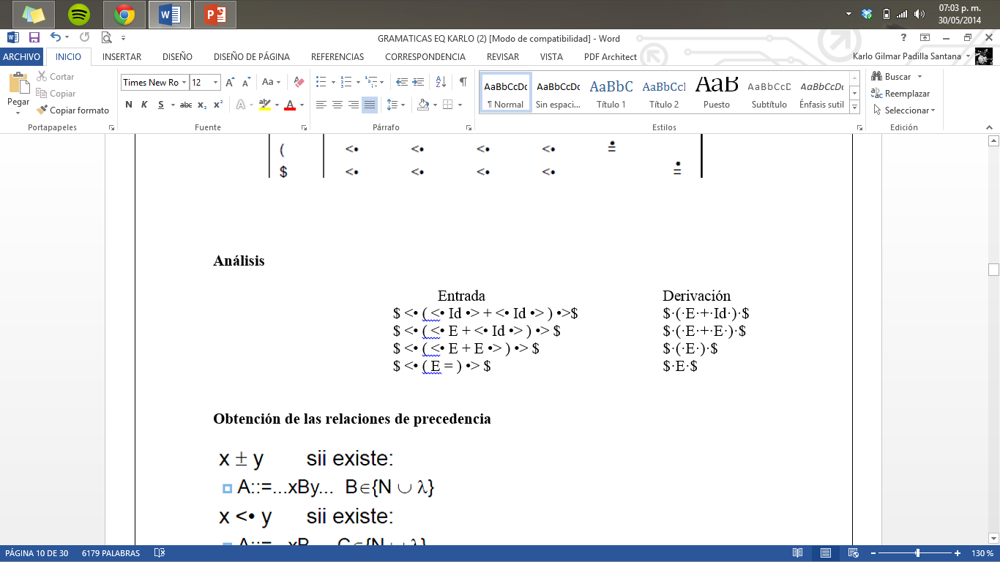 07:03 p. m.
30/05/2014
GRAMATICAS EQ KARLO (2) [Modo de compatibilidad] - Word
ARCHIVO INICIO INSERTAR DISEÑO DISEÑO DE PÁGINA REFERENCIAS CORRESPONDENCIA REVISAR VISTA PDF Architect Karlo Gilmar Padilla Santana
Pegar
Cortar
Copiar
Copiar formato
Portapapeles
Times New Ro 12
N K S abc x₂ x²
Fuente
Párrafo
AaBbCcDc AaBbCcDc AaBbC AaBbCcI AaB AaBbCcD AaBbCcDc
¶ Normal Sin espaci... Título 1 Título 2 Puesto Subtítulo Énfasis sutil
Estilos
Buscar
Reemplazar
Seleccionar
Edición
( <• <• <• <• ≐
$ <• <• <• <• ≐
Análisis
Entrada Derivación
$ <• ( <• Id •> + <• Id •> ) •>$ $·(·E·+·Id·)·$
$ <• ( <• E + <• Id •> ) •> $ $·(·E·+·E·)·$
$ <• ( <• E + E •> ) •> $ $·(·E·)·$
$ <• ( E = ) •> $ $·E·$
Obtención de las relaciones de precedencia
x ± y sii existe:
A::=...xBy... B∈{N ∪ λ}
x <• y sii existe:
PÁGINA 10 DE 30 6179 PALABRAS 130 %